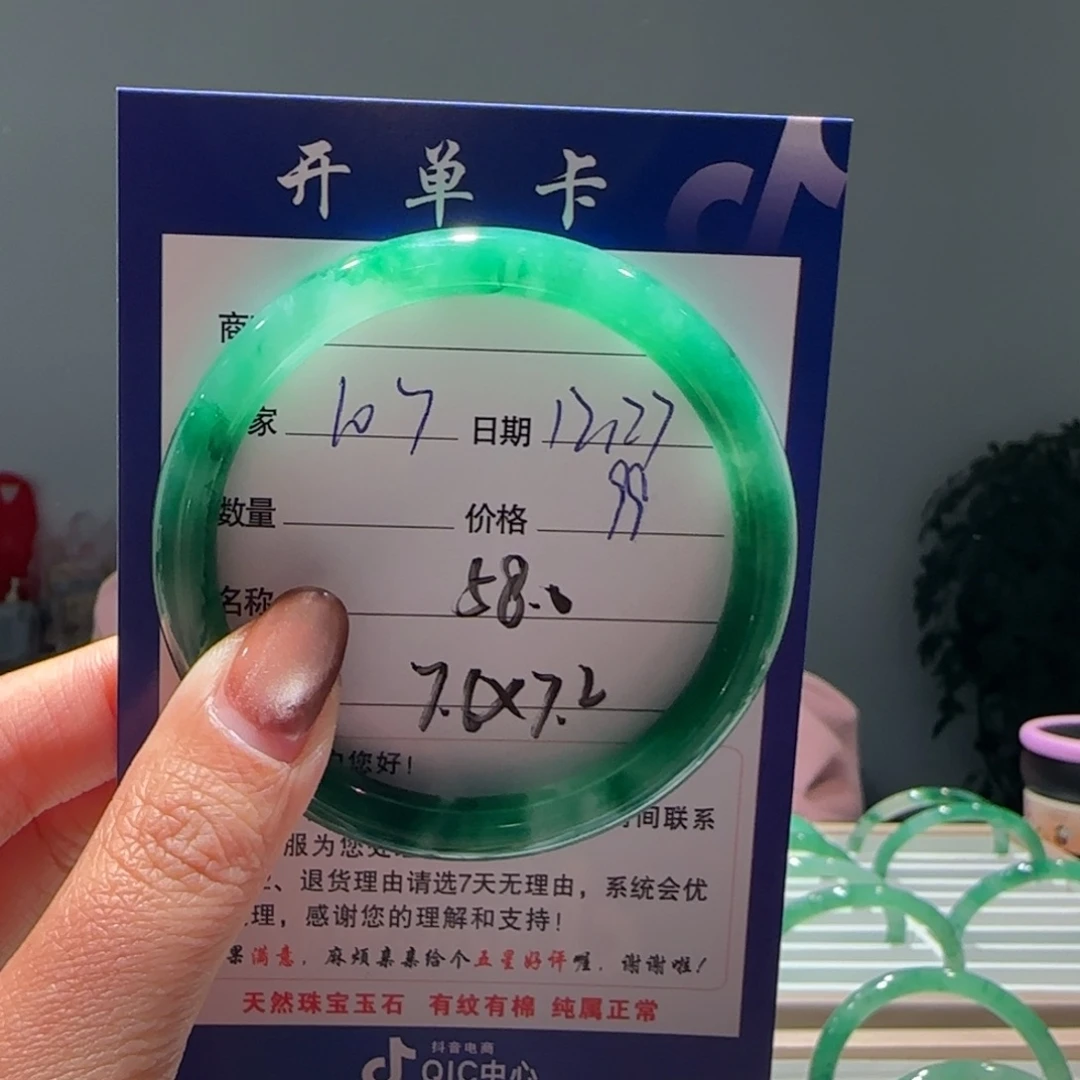 开单卡
商
家 107 日期 12.27
数量 价格 99
名称 58.
7. x7.2
您好!
间联系
服为您处
、退货理由请选7天无理由,系统会优
理,感谢您的理解和支持!
果满意,麻烦亲亲给个五星好评喔,谢谢啦!
天然珠宝玉石 有纹有棉 纯属正常
抖音电商
QIC中心